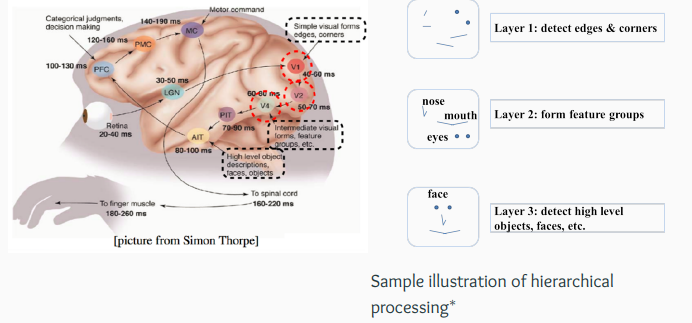 Categorical judgments,
decision making
140-190 ms
Motor command
Simple visual forms
edges, corners
120-160 ms
PMC
MC
100-130 ms
PFC
30-50 ms
LGN
V1
40-60 ms
60-80 ms
V2
V4
50-70 ms
PIT
Retina
20-40 ms
70-90 ms
AIT
80-100 ms
Intermediate visual
forms, feature
groups, etc.
High level object
descriptions,
faces, objects
To spinal cord
160-220 ms
To finger muscle
180-260 ms
[picture from Simon Thorpe]
Layer 1: detect edges & corners
nose
mouth
eyes
Layer 2: form feature groups
face
Layer 3: detect high level
objects, faces, etc.
Sample illustration of hierarchical
processing*